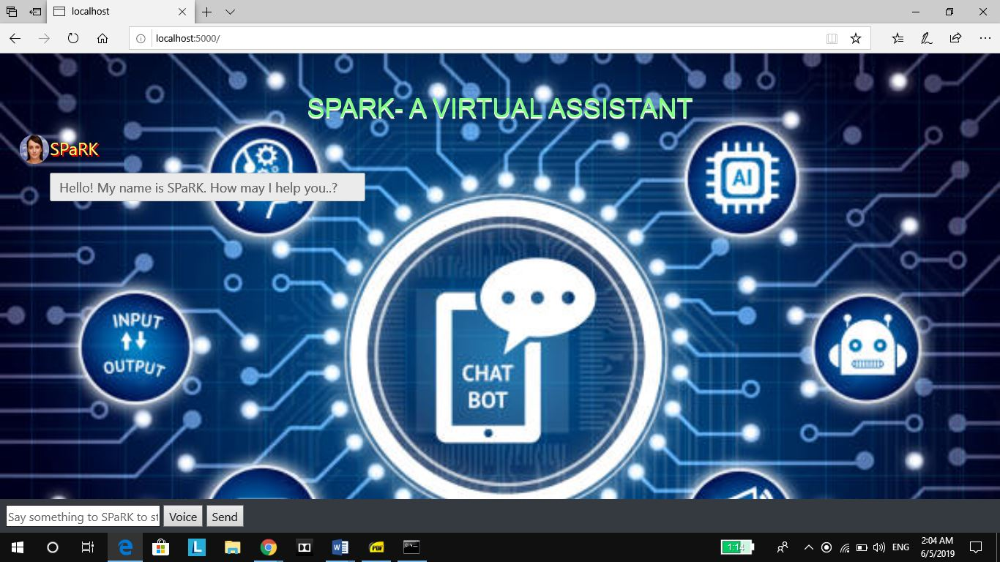 localhost
localhost:5000/
SPARK- A VIRTUAL ASSISTANT
SPaRK
Hello! My name is SPaRK. How may I help you..?
AI
INPUT
OUTPUT
CHAT
BOT
Say something to SPaRK to st
Voice
Send
L
W
PDF
1:14
ENG
2:04 AM
6/5/2019